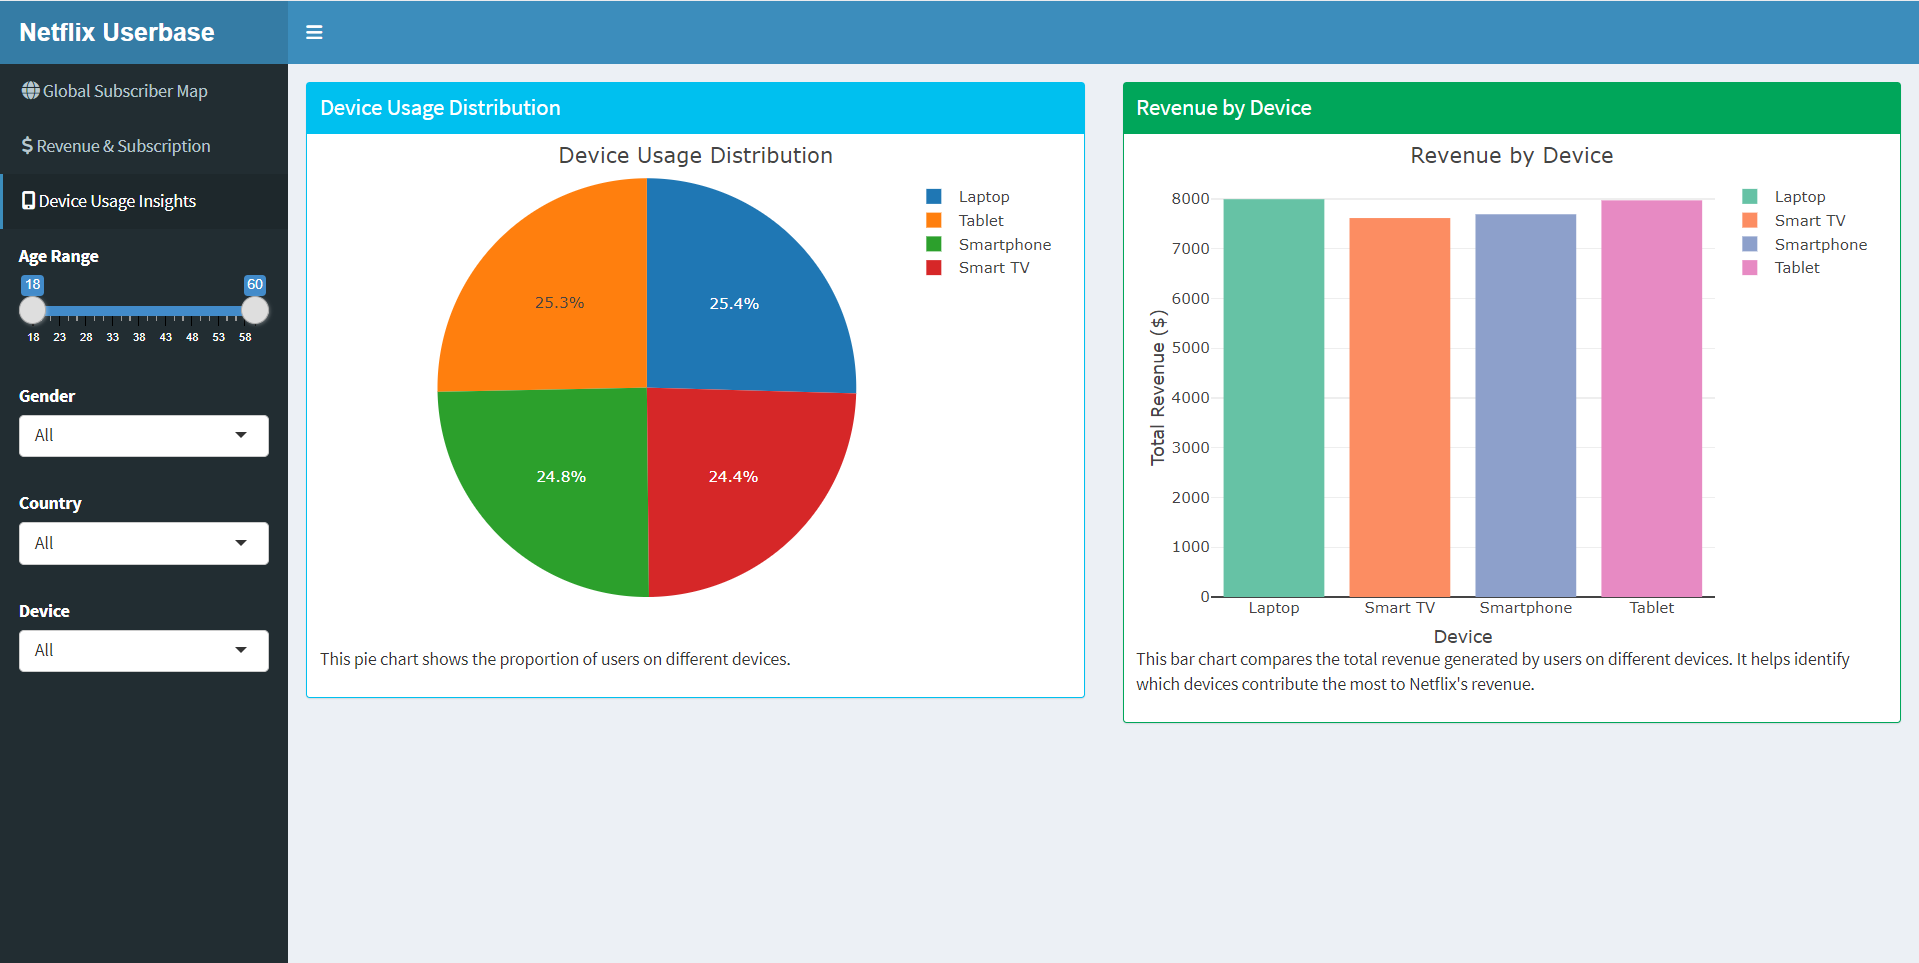 Netflix Userbase
Global Subscriber Map
Revenue & Subscription
Device Usage Insights
Age Range
18 60
18 23 28 33 38 43 48 53 58
Gender
All
Country
All
Device
All
Device Usage Distribution
Device Usage Distribution
Laptop
Tablet
Smartphone
Smart TV
25.3%
25.4%
24.8%
24.4%
This pie chart shows the proportion of users on different devices.
Revenue by Device
Revenue by Device
Total Revenue ($)
8000
7000
6000
5000
4000
3000
2000
1000
0
Laptop Smart TV Smartphone Tablet
Device
Laptop
Smart TV
Smartphone
Tablet
This bar chart compares the total revenue generated by users on different devices. It helps identify
which devices contribute the most to Netflix's revenue.